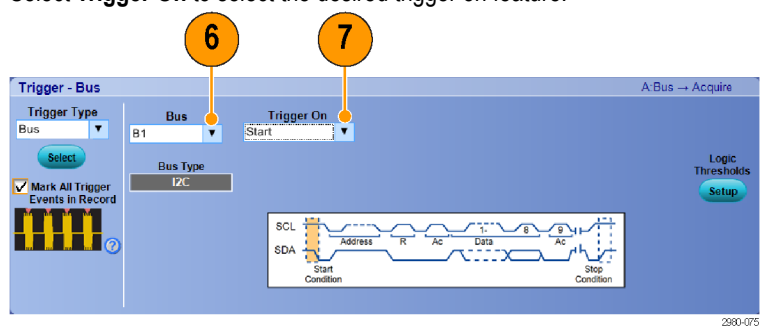 Select Trigger On to select the desired trigger on feature.
6
7
Trigger - Bus
A:Bus → Acquire
Trigger Type
Bus
Select
Mark All Trigger
Events in Record
?
Bus
B1
Bus Type
I2C
Trigger On
Start
Logic
Thresholds
Setup
SCL
1-
8
9
Address
R
Ac
Data
Ac
SDA
Start
Condition
Stop
Condition
2980-075